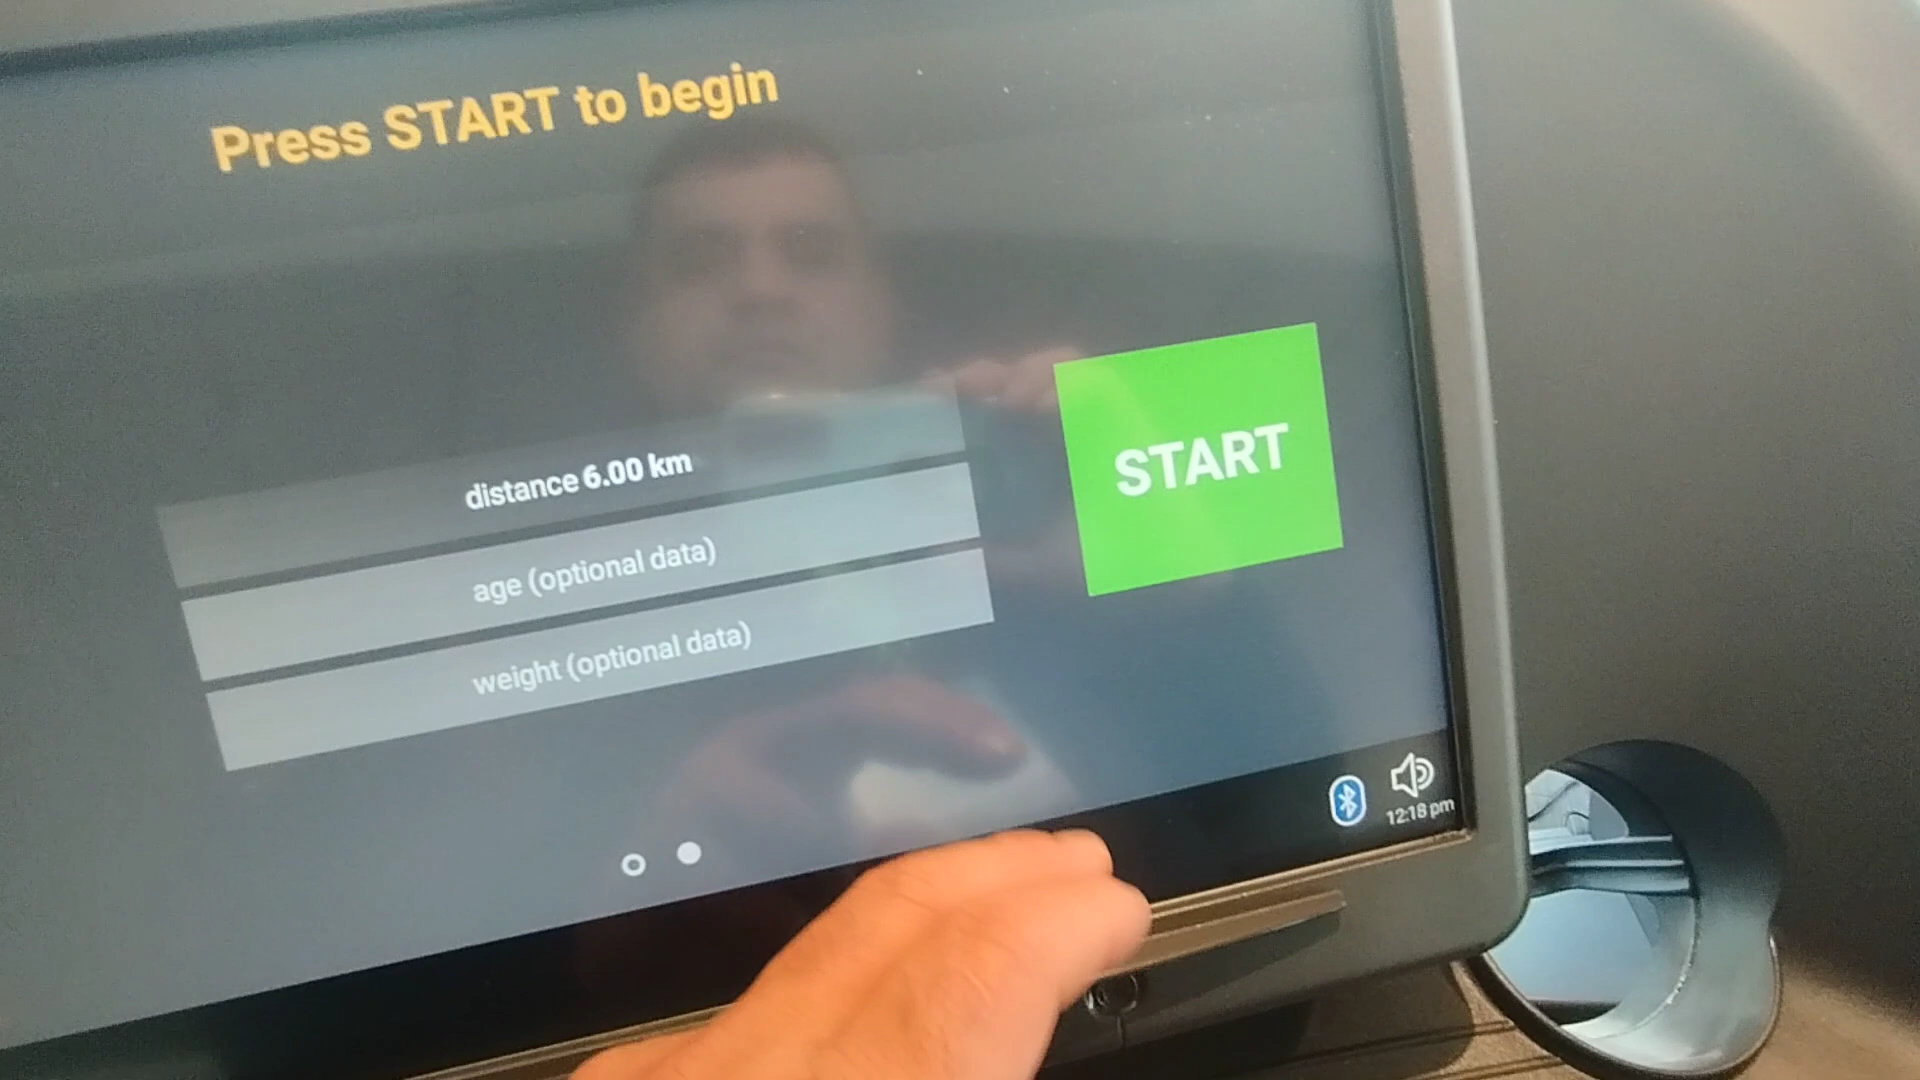 Press START to begin
distance 6.00 km
age (optional data)
weight (optional data)
START
12:18 pm